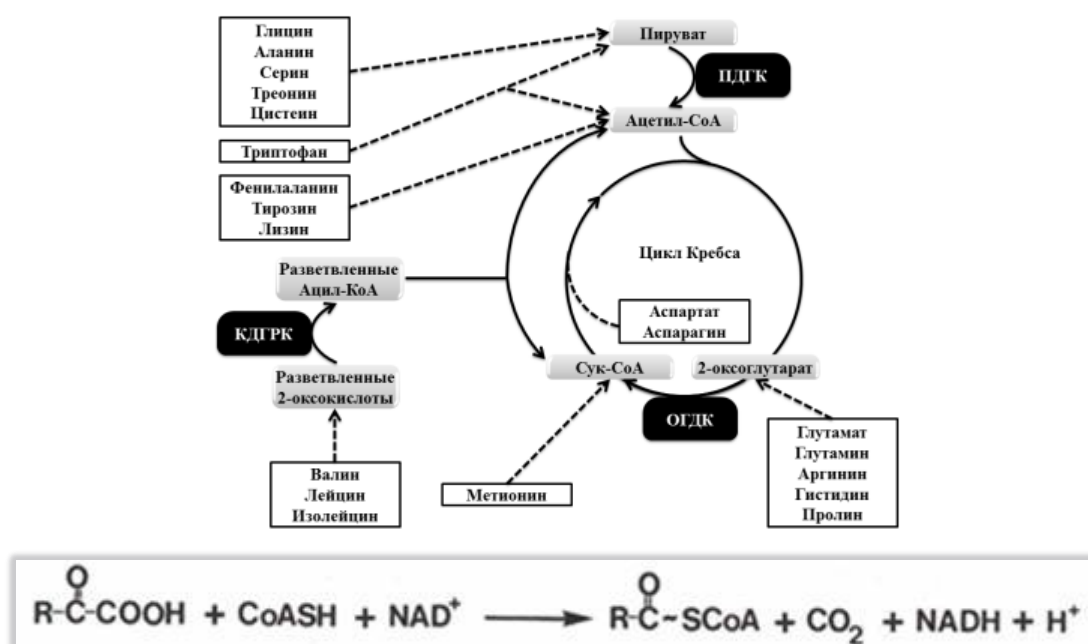 Глицин
Аланин
Серин
Треонин
Цистеин
Пируват
ПДГК
Ацетил-СоА
Триптофан
Фенилаланин
Тирозин
Лизин
Цикл Кребса
Разветвленные
Ацил-КоА
Аспартат
Аспарагин
КДГРК
Сук-СоА
2-оксоглутарат
Разветвленные
2-оксокислоты
ОГДК
Валин
Лейцин
Изолейцин
Метионин
Глутамат
Глутамин
Аргинин
Гистидин
Пролин
O O
R-C-COOH + CoASH + NAD⁺ → R-C~SCoA + CO₂ + NADH + H⁺